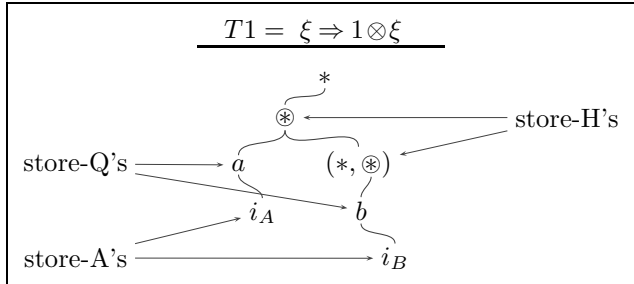 T1 = ξ ⇒ 1 ⊗ ξ
*
⊛ store-H's
store-Q's a (*, ⊛)
i_A b
store-A's i_B